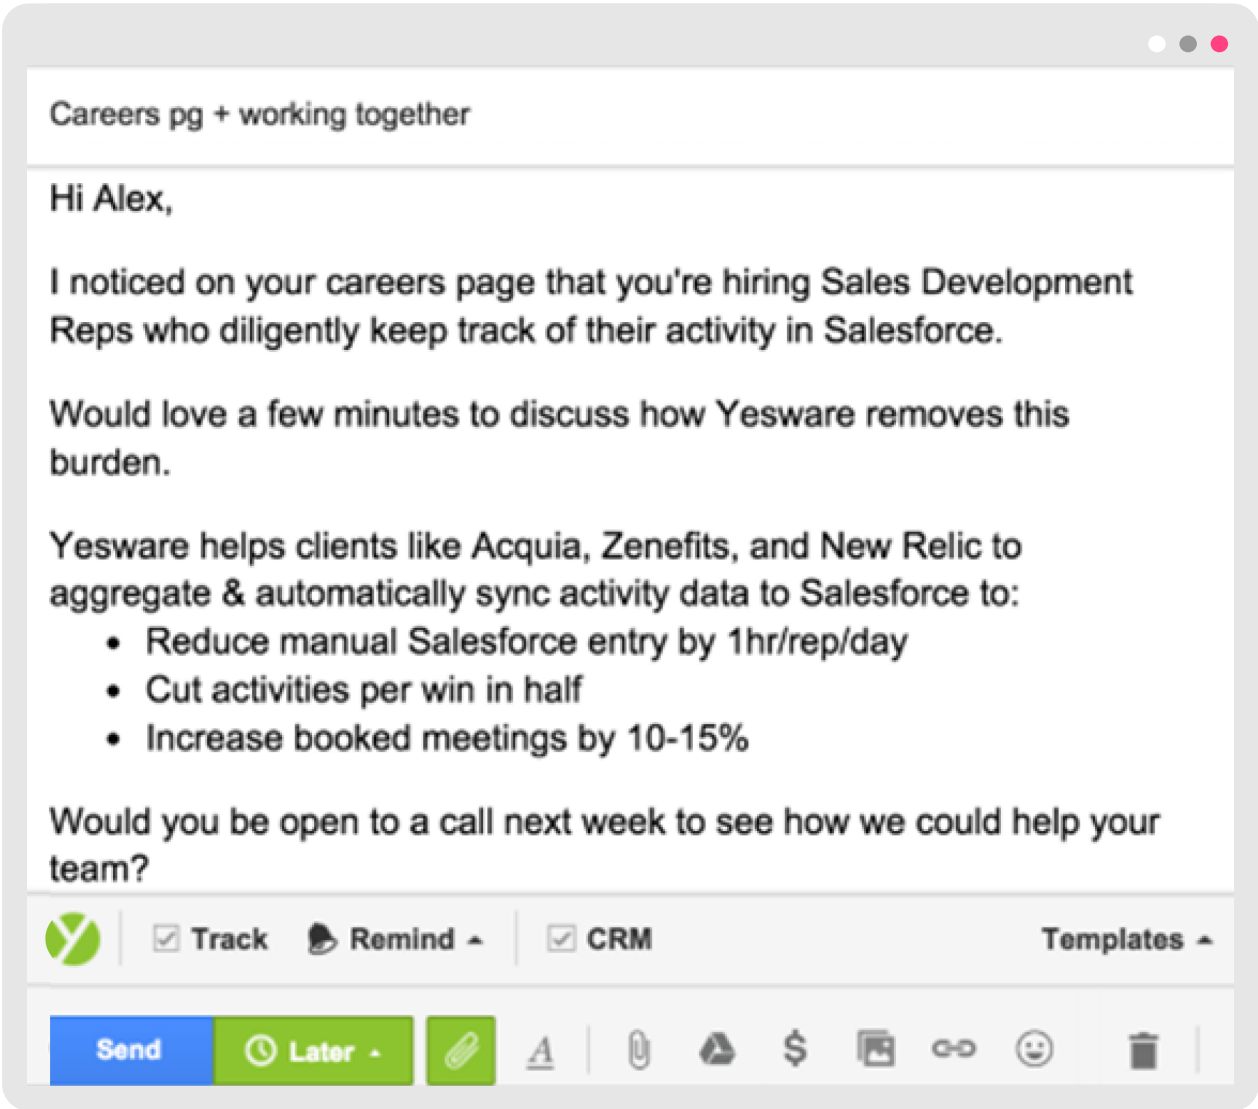 Careers pg + working together
Hi Alex,
I noticed on your careers page that you're hiring Sales Development
Reps who diligently keep track of their activity in Salesforce.
Would love a few minutes to discuss how Yesware removes this
burden.
Yesware helps clients like Acquia, Zenefits, and New Relic to
aggregate & automatically sync activity data to Salesforce to:
• Reduce manual Salesforce entry by 1hr/rep/day
• Cut activities per win in half
• Increase booked meetings by 10-15%
Would you be open to a call next week to see how we could help your
team?
Y Track Remind CRM Templates
Send Later A $